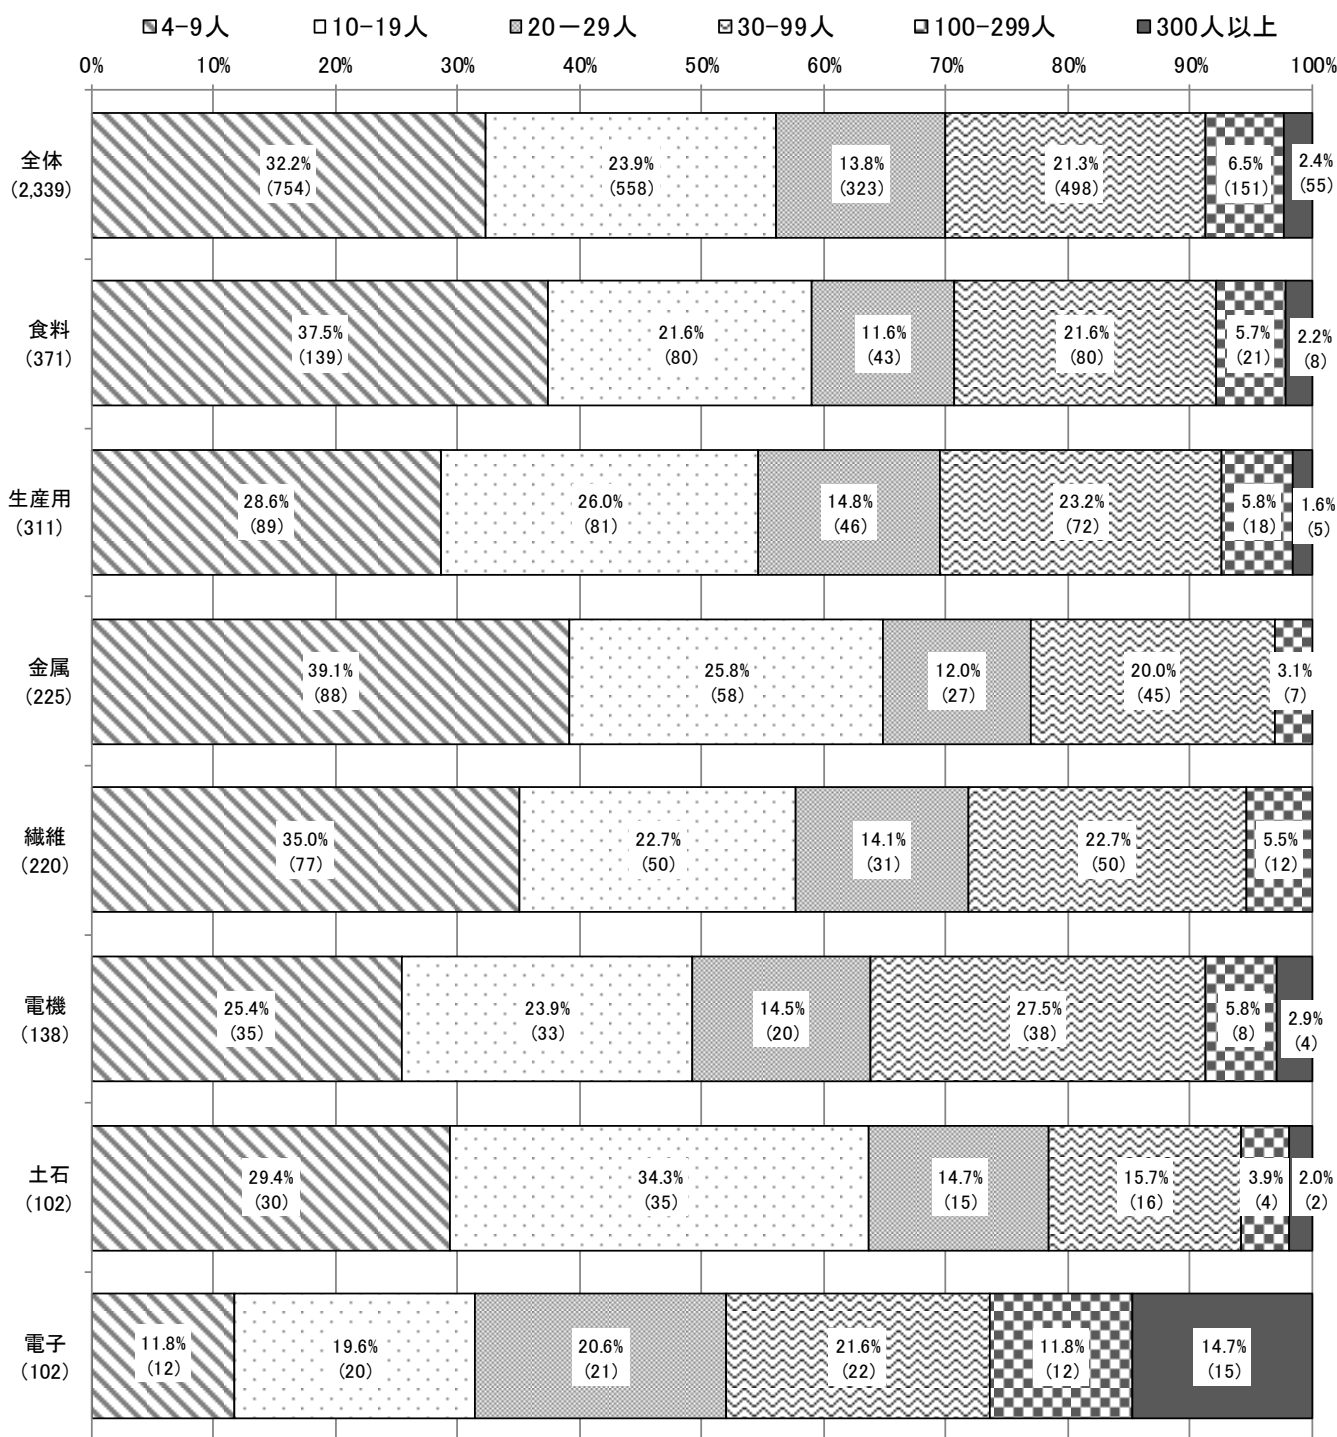 4-9人 10-19人 20－29人 30-99人 100-299人 300人以上
0% 10% 20% 30% 40% 50% 60% 70% 80% 90% 100%
全体 32.2% 23.9% 13.8% 21.3% 6.5% 2.4%
(2,339) (754) (558) (323) (498) (151) (55)
食料 37.5% 21.6% 11.6% 21.6% 5.7% 2.2%
(371) (139) (80) (43) (80) (21) (8)
生産用 28.6% 26.0% 14.8% 23.2% 5.8% 1.6%
(311) (89) (81) (46) (72) (18) (5)
金属 39.1% 25.8% 12.0% 20.0% 3.1%
(225) (88) (58) (27) (45) (7)
繊維 35.0% 22.7% 14.1% 22.7% 5.5%
(220) (77) (50) (31) (50) (12)
電機 25.4% 23.9% 14.5% 27.5% 5.8% 2.9%
(138) (35) (33) (20) (38) (8) (4)
土石 29.4% 34.3% 14.7% 15.7% 3.9% 2.0%
(102) (30) (35) (15) (16) (4) (2)
電子 11.8% 19.6% 20.6% 21.6% 11.8% 14.7%
(102) (12) (20) (21) (22) (12) (15)